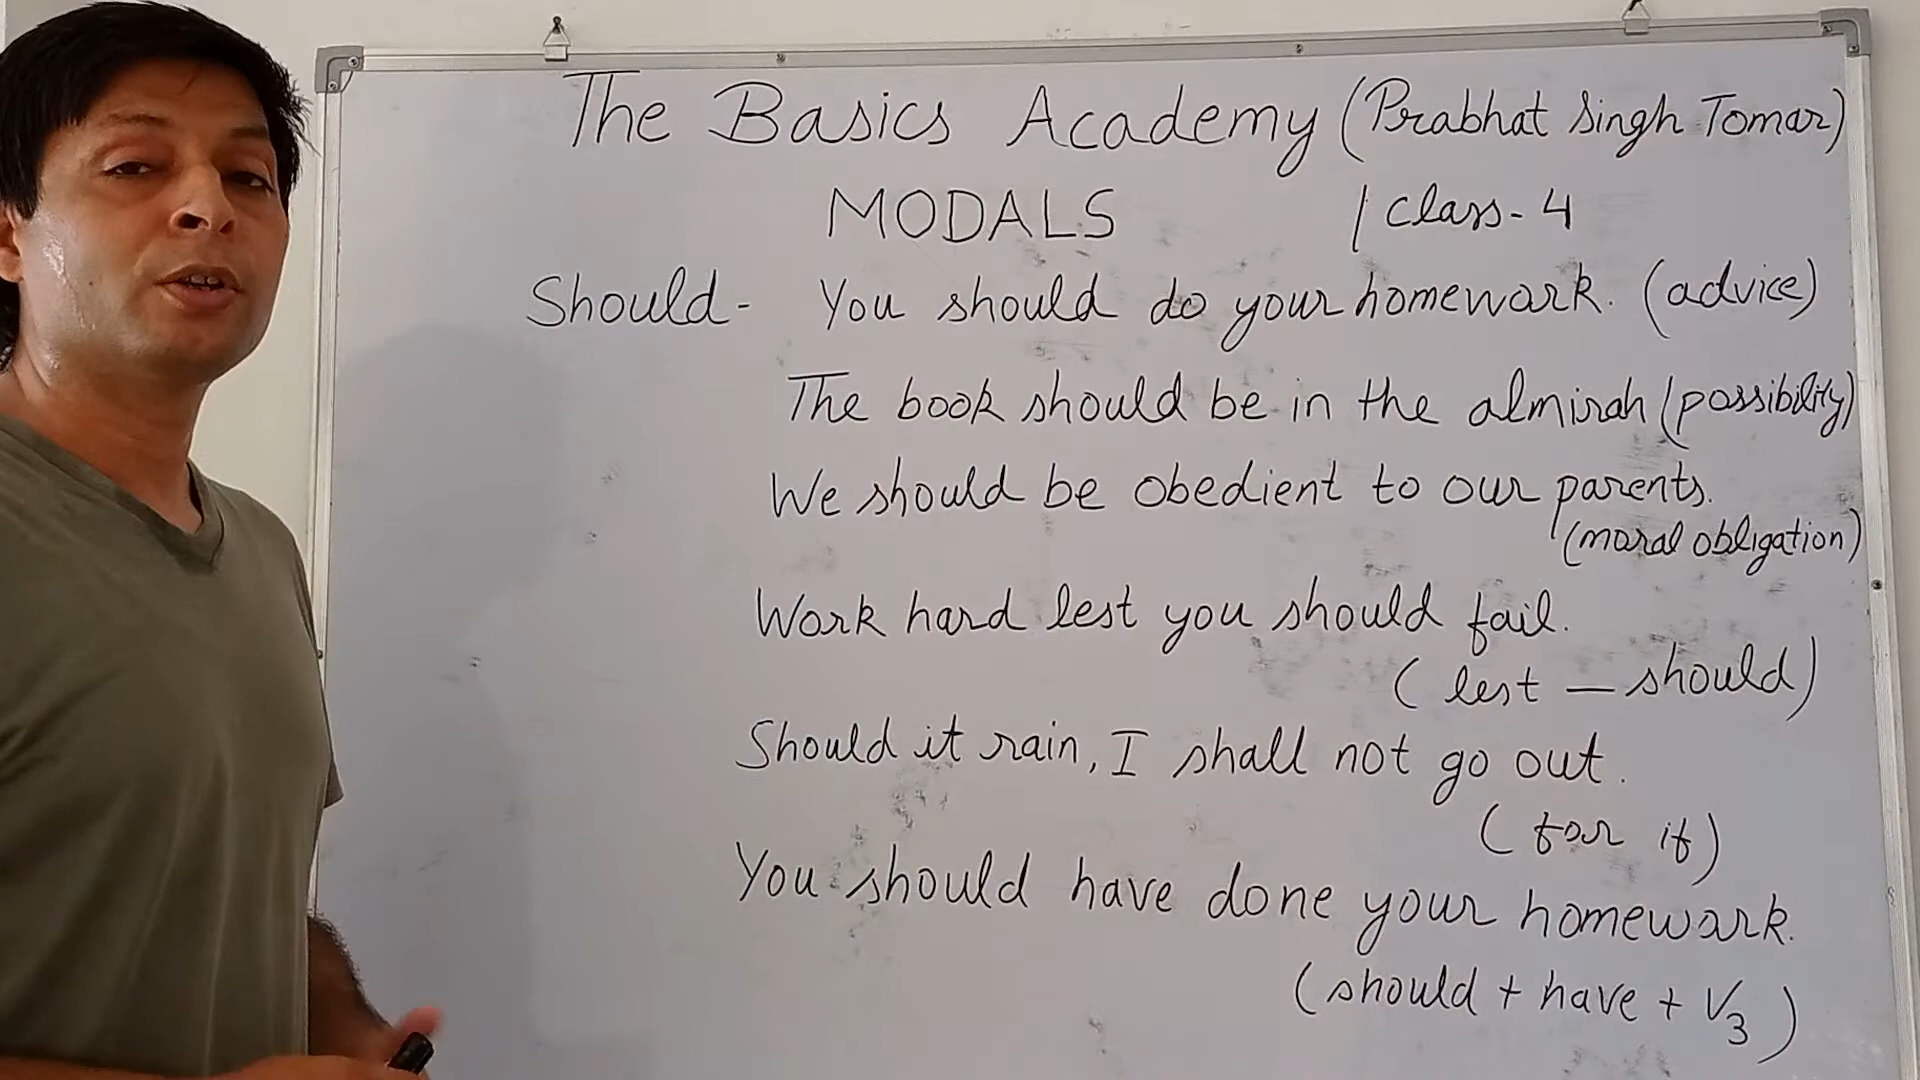 The Basics Academy (Prabhat Singh Tomar)
MODALS / class-4
Should- You should do your homework. (advice)
The book should be in the almirah (possibility)
We should be obedient to our parents.
(moral obligation)
Work hard lest you should fail.
( lest — should)
Should it rain, I shall not go out.
( for if )
You should have done your homework.
(should + have + V3 )